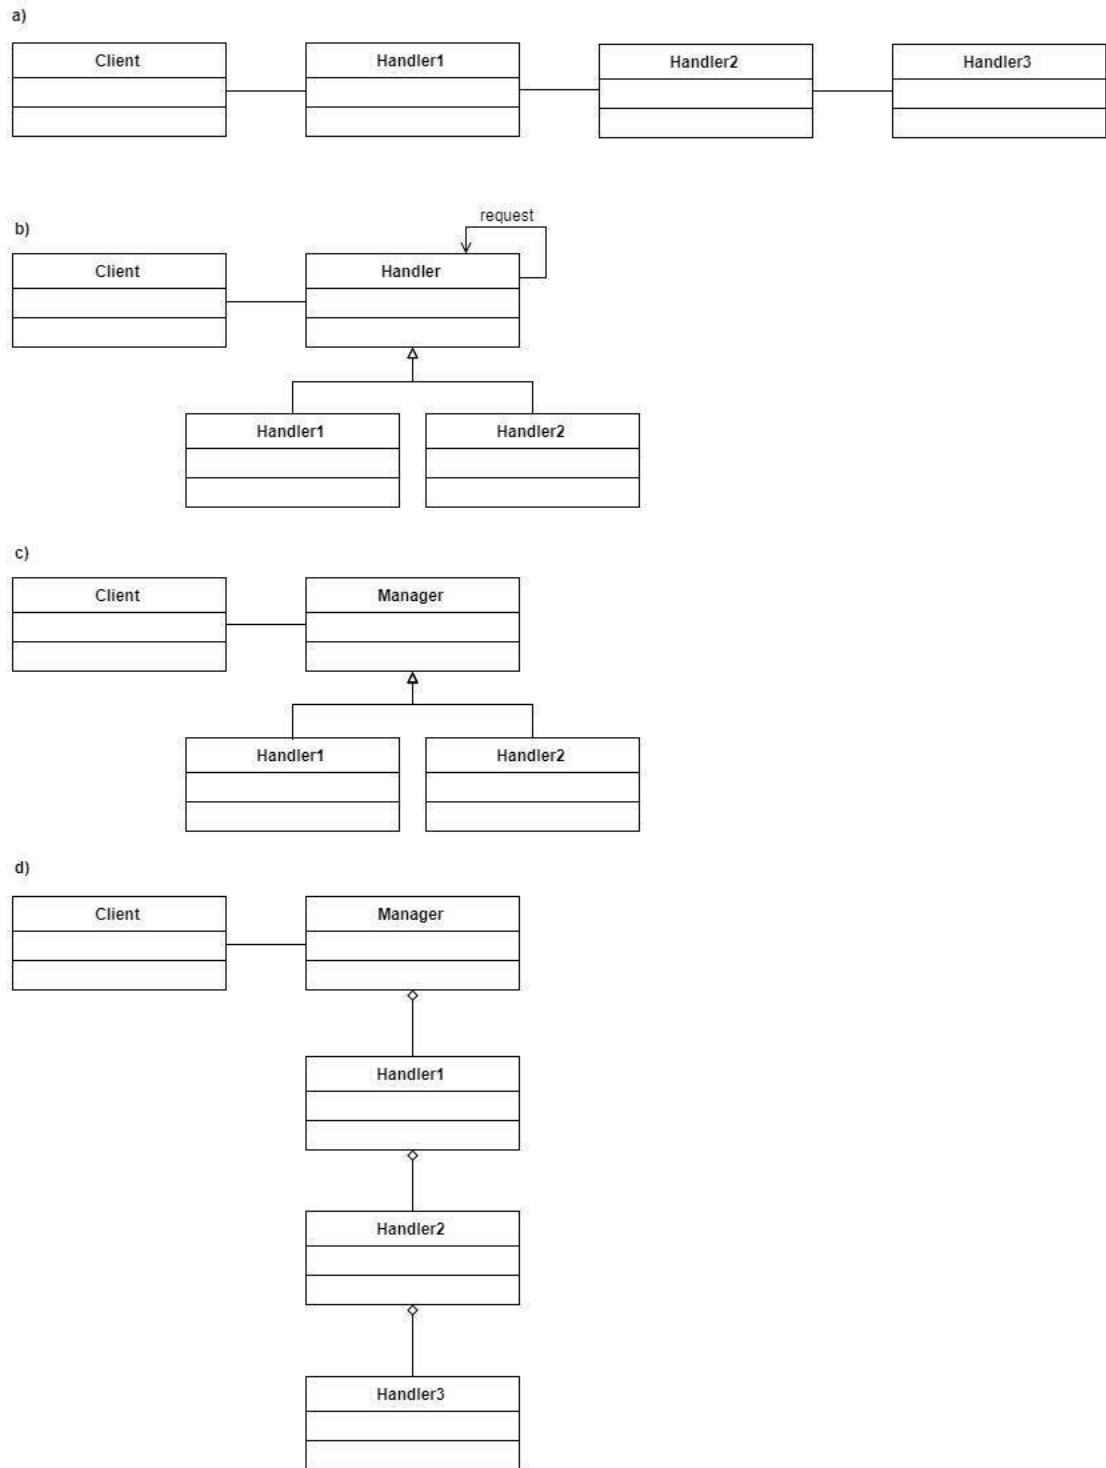 a)
Client Handler1 Handler2 Handler3
request
b)
Client Handler
Handler1 Handler2
c)
Client Manager
Handler1 Handler2
d)
Client Manager
Handler1
Handler2
Handler3